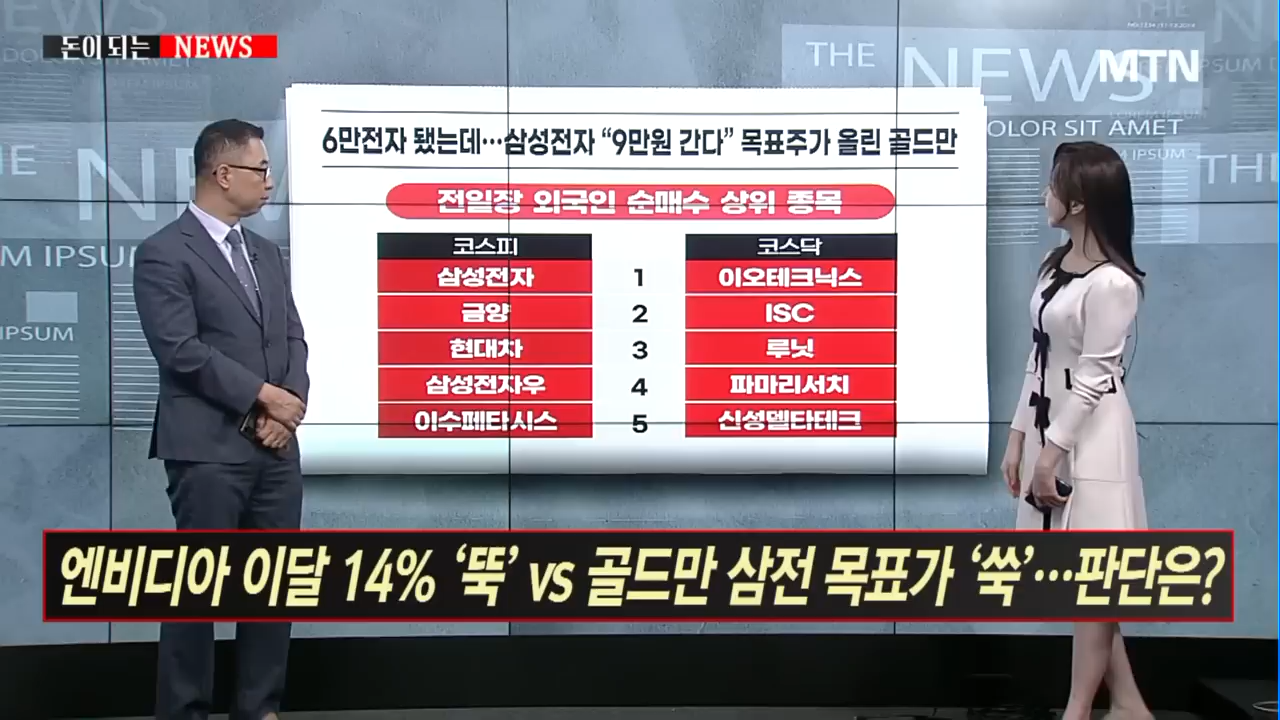 돈이 되는 NEWS
MTN
THE
NEWS
DOLOR SIT AMET
IPSUM
THE
6만전자 됐는데…삼성전자 “9만원 간다” 목표주가 올린 골드만
전일장 외국인 순매수 상위 종목
코스피 코스닥
삼성전자 1 이오테크닉스
금양 2 ISC
현대차 3 루닛
삼성전자우 4 파마리서치
이수페타시스 5 신성델타테크
IPSUM
엔비디아 이달 14% ‘뚝’ vs 골드만 삼전 목표가 ‘쑥’…판단은?